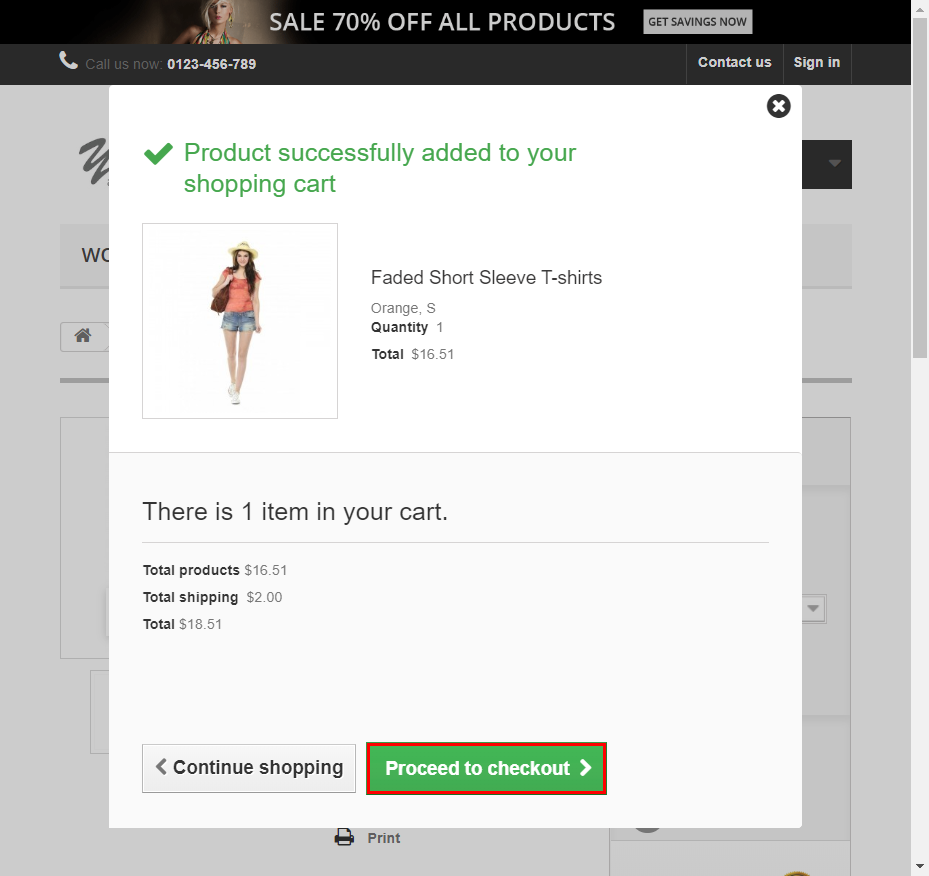 SALE 70% OFF ALL PRODUCTS GET SAVINGS NOW
Call us now: 0123-456-789 Contact us Sign in
Product successfully added to your
shopping cart
Faded Short Sleeve T-shirts
Orange, S
Quantity 1
Total $16.51
There is 1 item in your cart.
Total products $16.51
Total shipping $2.00
Total $18.51
Continue shopping Proceed to checkout
Print